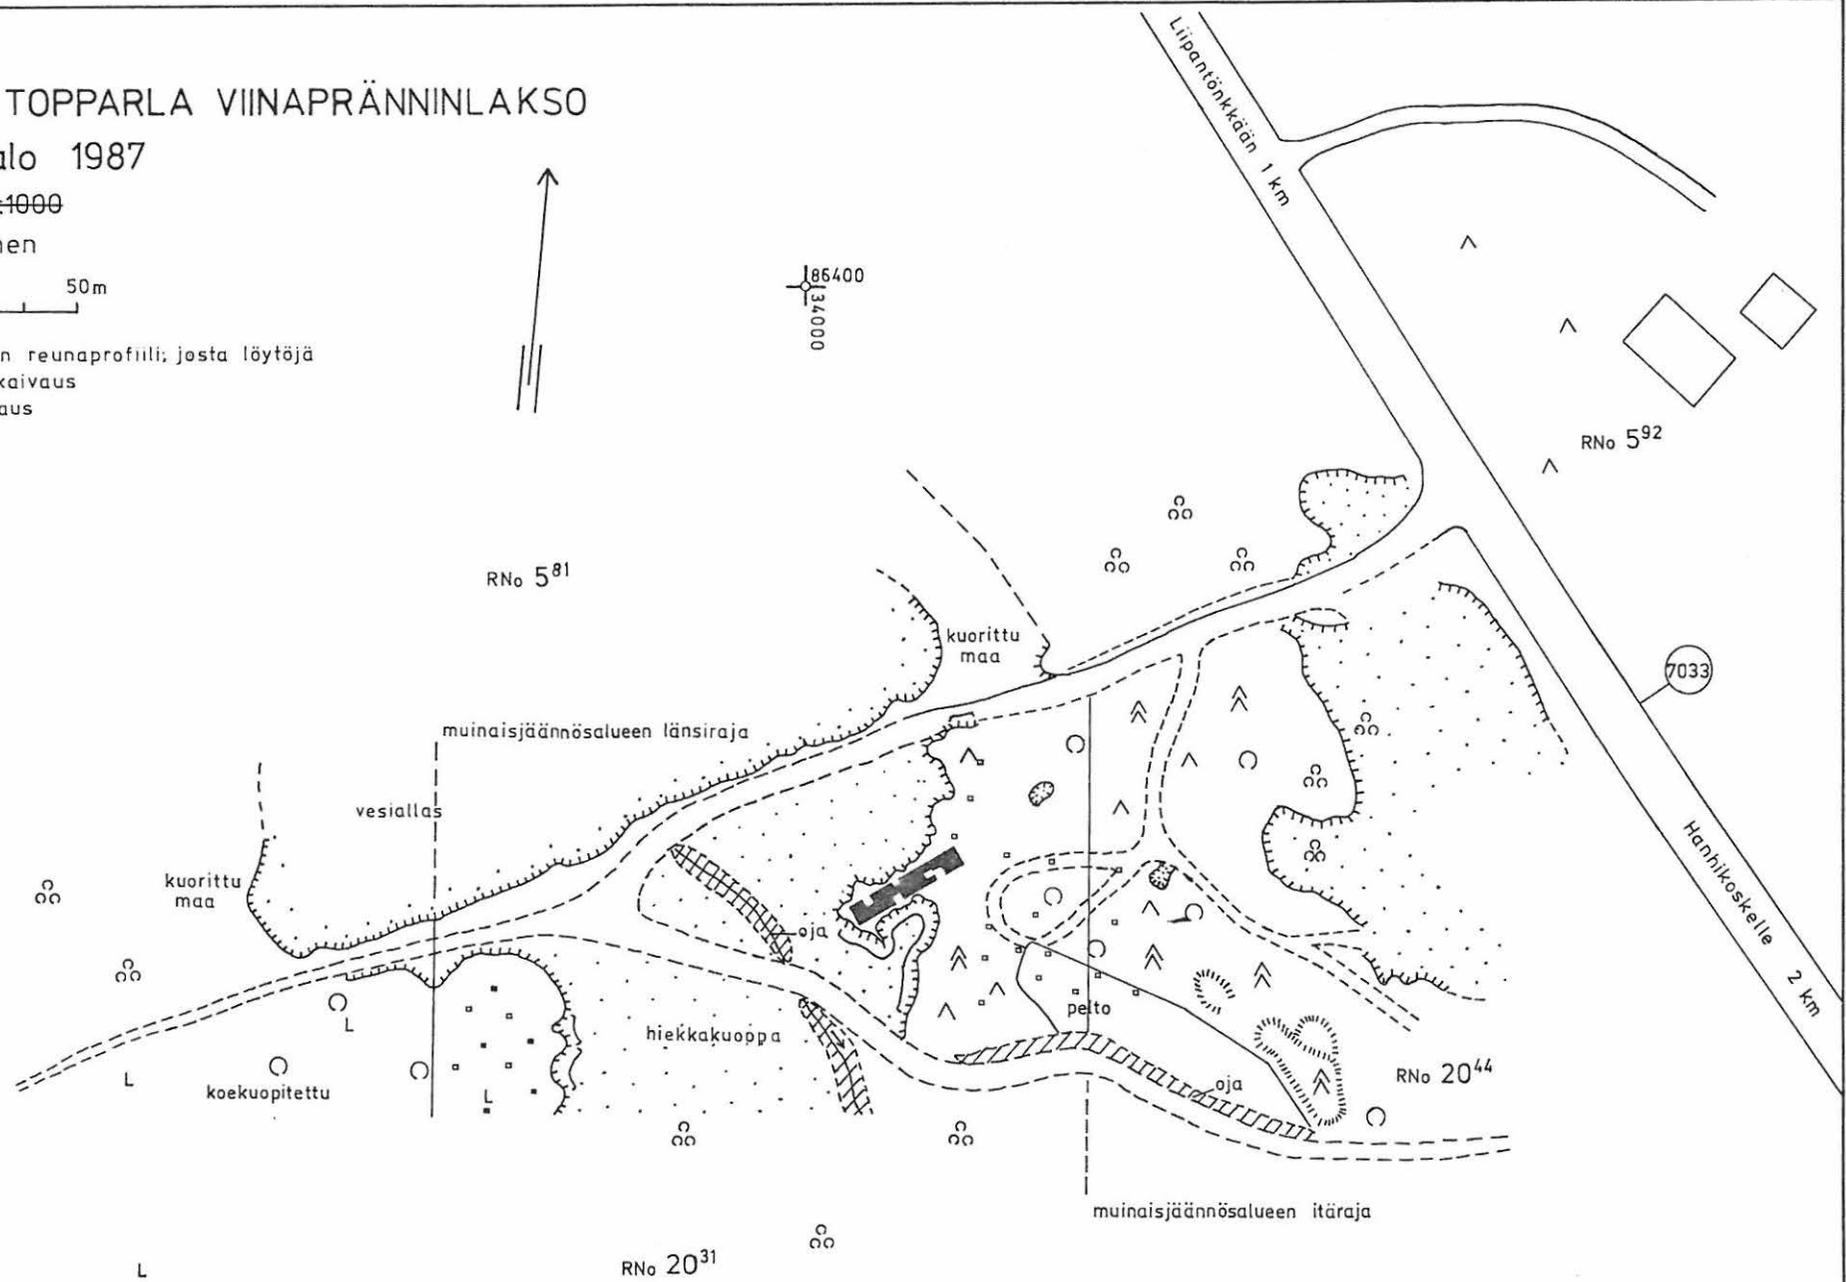 TOPPARLA VIINAPRÄNNINLAKSO
alo 1987
:1000
nen
50m
n reunaprofiili; josta löytöjä
kaivaus
aus
Liipantönkkään 1 km
86400
34000
RNo 5⁹²
RNo 5⁸¹
kuorittu
maa
7033
muinaisjäännösalueen länsiraja
vesiallas
kuorittu
maa
Hanhikoskelle 2 km
oja
pelto
hiekkakuoppa
L
L
koekuopitettu
L
oja
RNo 20⁴⁴
muinaisjäännösalueen itäraja
RNo 20³¹
L